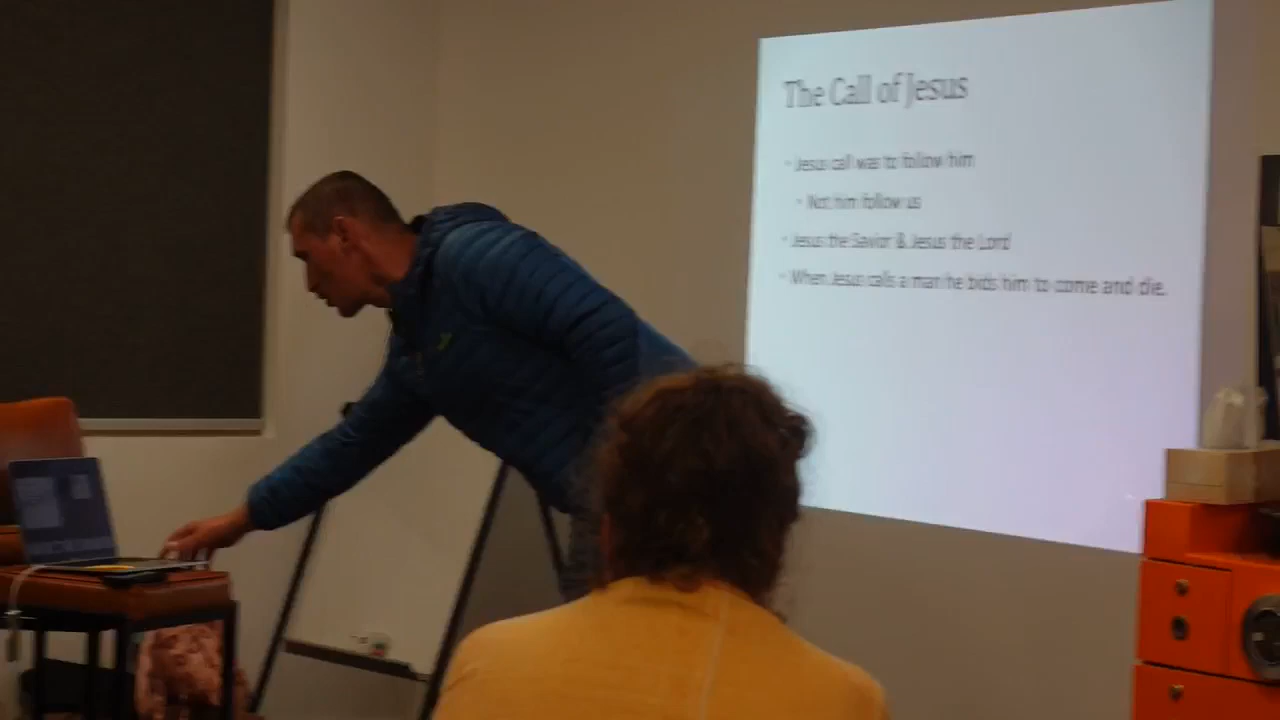 The Call of Jesus
• Jesus call was to follow him
• Not him follow us
• Jesus the Savior & Jesus the Lord
• When Jesus calls a man he bids him to come and die.